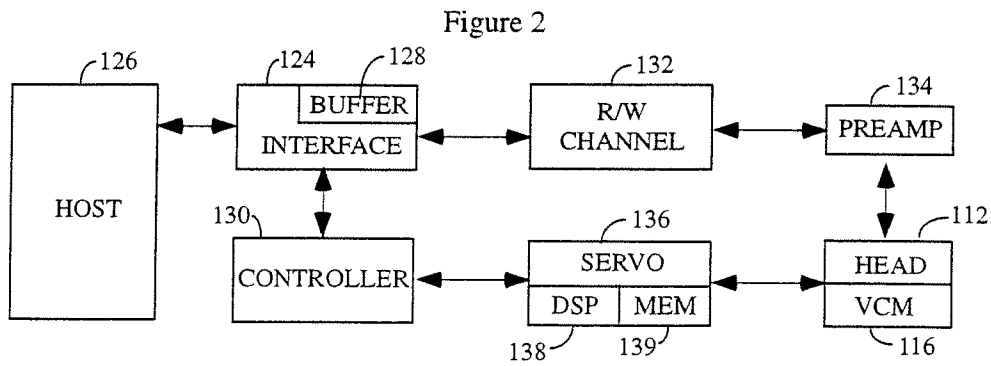 Figure 2
126
124
128
132
134
BUFFER
INTERFACE
R/W
CHANNEL
PREAMP
HOST
130
136
112
CONTROLLER
SERVO
DSP
MEM
HEAD
VCM
138
139
116